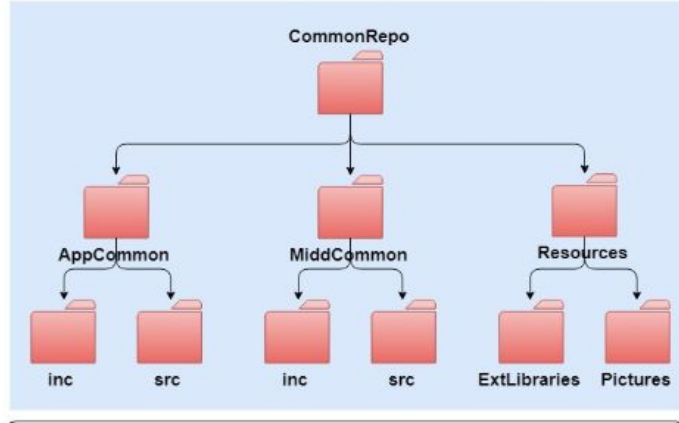 CommonRepo
AppCommon MiddCommon Resources
inc src inc src ExtLibraries Pictures